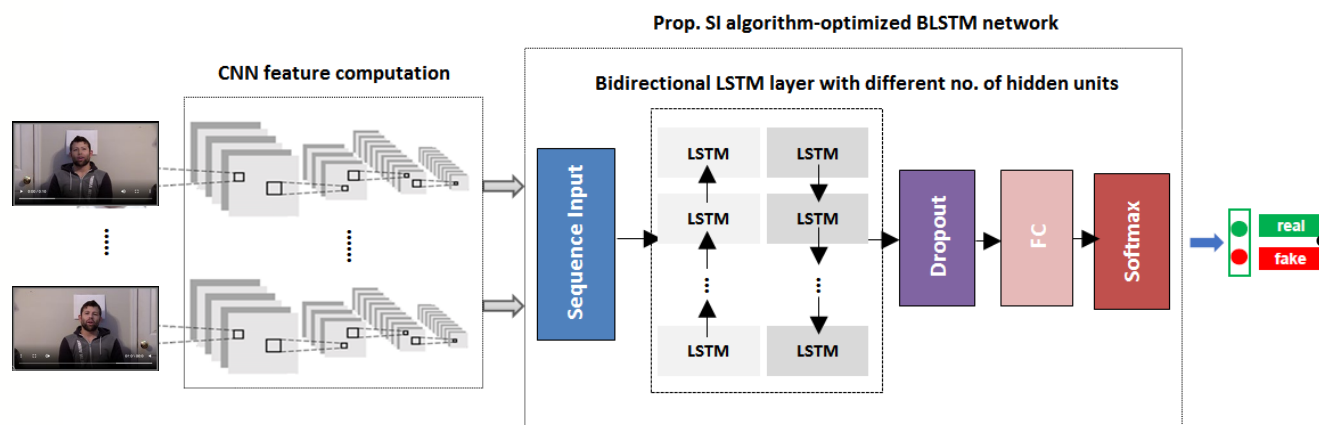 Prop. SI algorithm-optimized BLSTM network
CNN feature computation
Bidirectional LSTM layer with different no. of hidden units
Sequence Input
LSTM LSTM
LSTM LSTM
LSTM LSTM
Dropout
FC
Softmax
real
fake